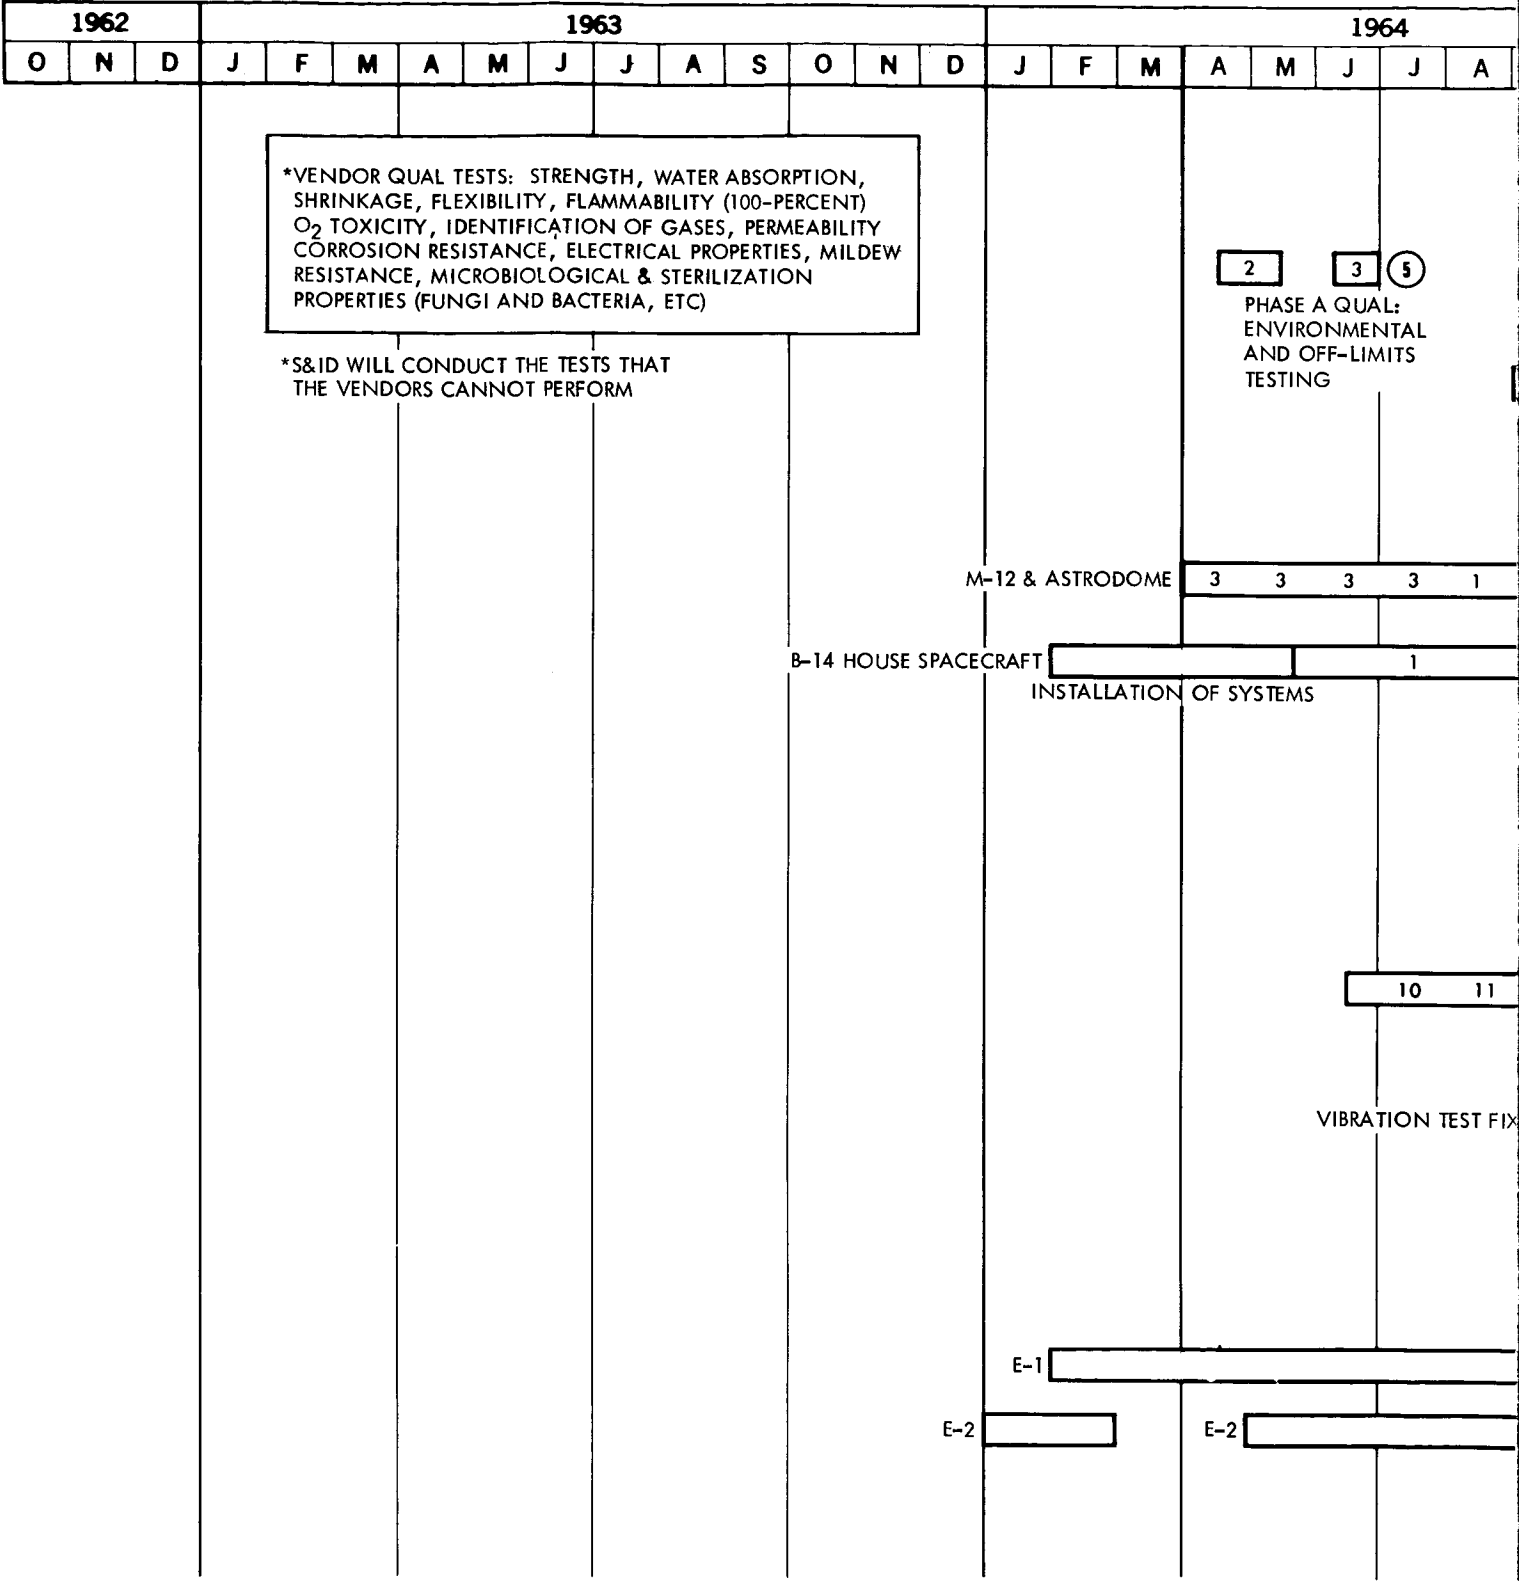 1962 1963 1964
O N D J F M A M J J A S O N D J F M A M J J A
*VENDOR QUAL TESTS: STRENGTH, WATER ABSORPTION,
SHRINKAGE, FLEXIBILITY, FLAMMABILITY (100-PERCENT)
O2 TOXICITY, IDENTIFICATION OF GASES, PERMEABILITY
CORROSION RESISTANCE, ELECTRICAL PROPERTIES, MILDEW
RESISTANCE, MICROBIOLOGICAL & STERILIZATION
PROPERTIES (FUNGI AND BACTERIA, ETC)
*S&ID WILL CONDUCT THE TESTS THAT
THE VENDORS CANNOT PERFORM
2 3 5
PHASE A QUAL:
ENVIRONMENTAL
AND OFF-LIMITS
TESTING
M-12 & ASTRODOME 3 3 3 3 1
B-14 HOUSE SPACECRAFT 1
INSTALLATION OF SYSTEMS
10 11
VIBRATION TEST FIX
E-1
E-2 E-2